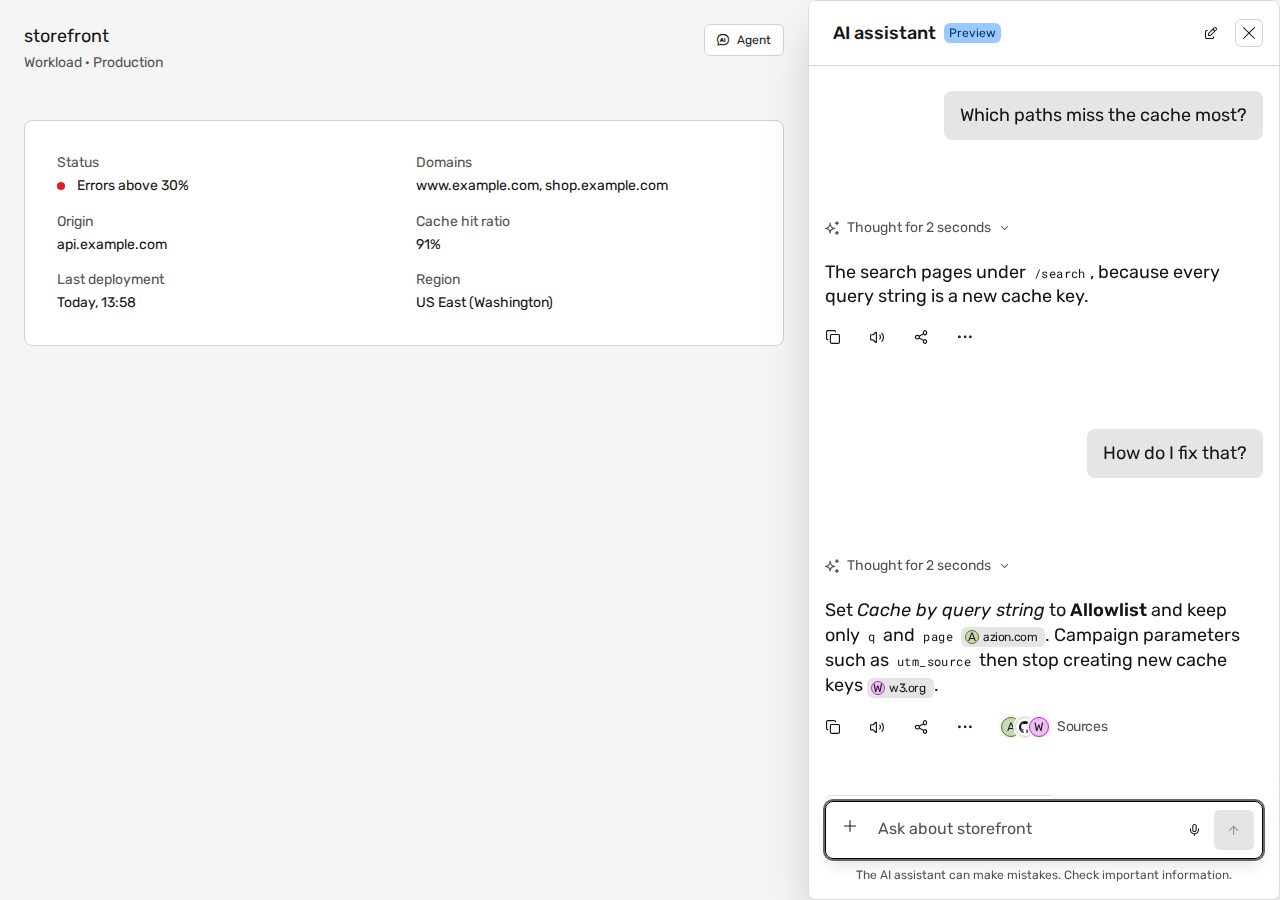 storefront
Workload • Production
Agent
Status
Errors above 30%
Domains
www.example.com, shop.example.com
Origin
api.example.com
Cache hit ratio
91%
Last deployment
Today, 13:58
Region
US East (Washington)
AI assistant Preview
Which paths miss the cache most?
Thought for 2 seconds
The search pages under /search, because every
query string is a new cache key.
How do I fix that?
Thought for 2 seconds
Set Cache by query string to Allowlist and keep
only q and page A azion.com. Campaign parameters
such as utm_source then stop creating new cache
keys W w3.org.
A W Sources
Ask about storefront
The AI assistant can make mistakes. Check important information.